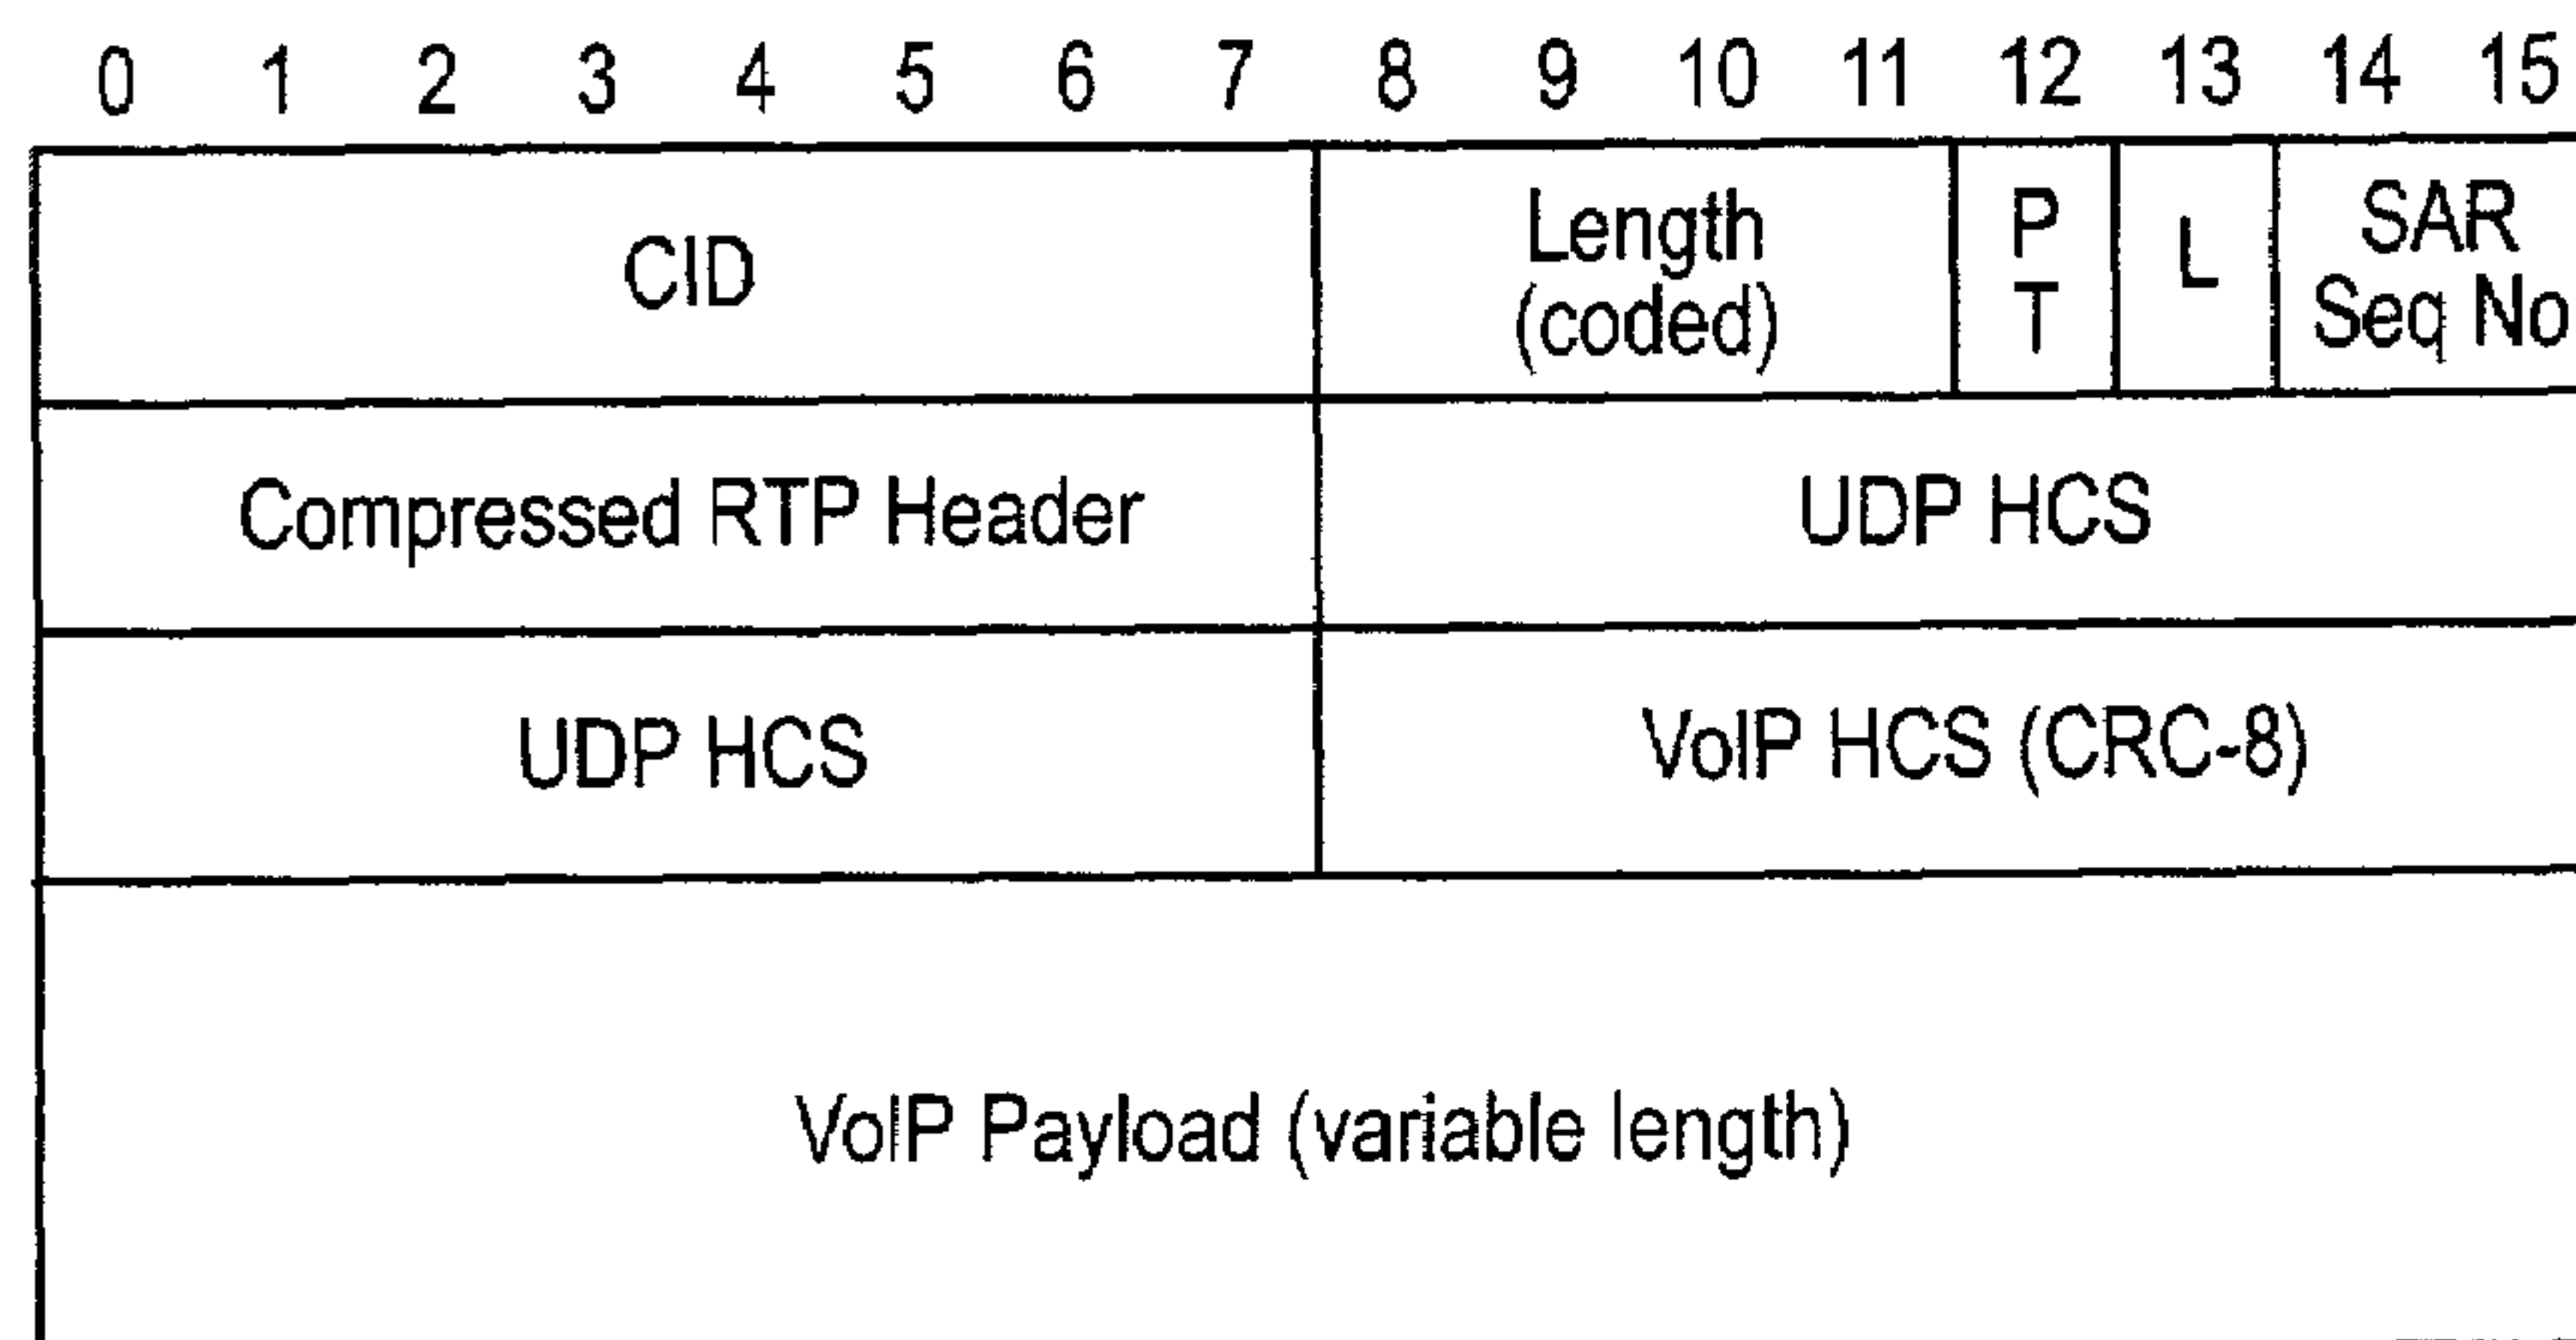 0 1 2 3 4 5 6 7 8 9 10 11 12 13 14 15
CID
Length
(coded)
P
T
L
SAR
Seq No
Compressed RTP Header
UDP HCS
UDP HCS
VoIP HCS (CRC-8)
VoIP Payload (variable length)